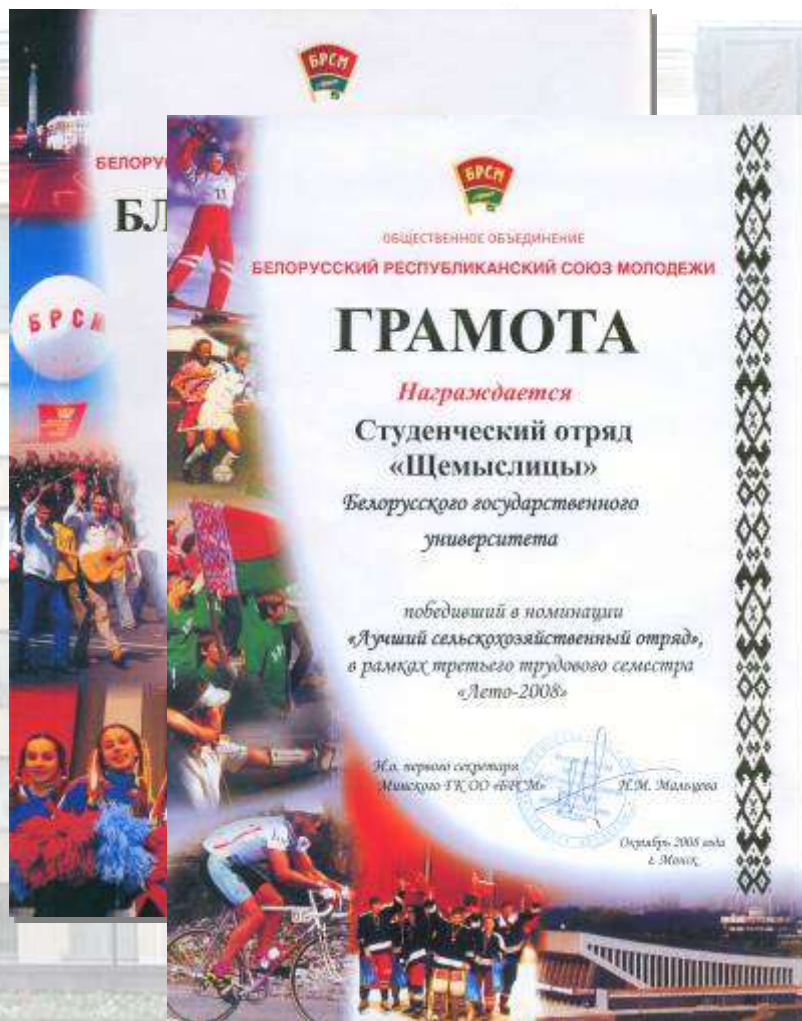 БРСМ
БЕЛОРУ
БЛ
БРСМ
БРСМ
ОБЩЕСТВЕННОЕ ОБЪЕДИНЕНИЕ
БЕЛОРУССКИЙ РЕСПУБЛИКАНСКИЙ СОЮЗ МОЛОДЕЖИ
ГРАМОТА
Награждается
Студенческий отряд
«Щемыслицы»
Белорусского государственного
университета
победивший в номинации
«Лучший сельскохозяйственный отряд»,
в рамках третьего трудового семестра
«Лето-2008»
И.о. первого секретаря
Минского ГК ОО «БРСМ» Н.М. Мальцева
Октябрь 2008 года
г. Минск
11